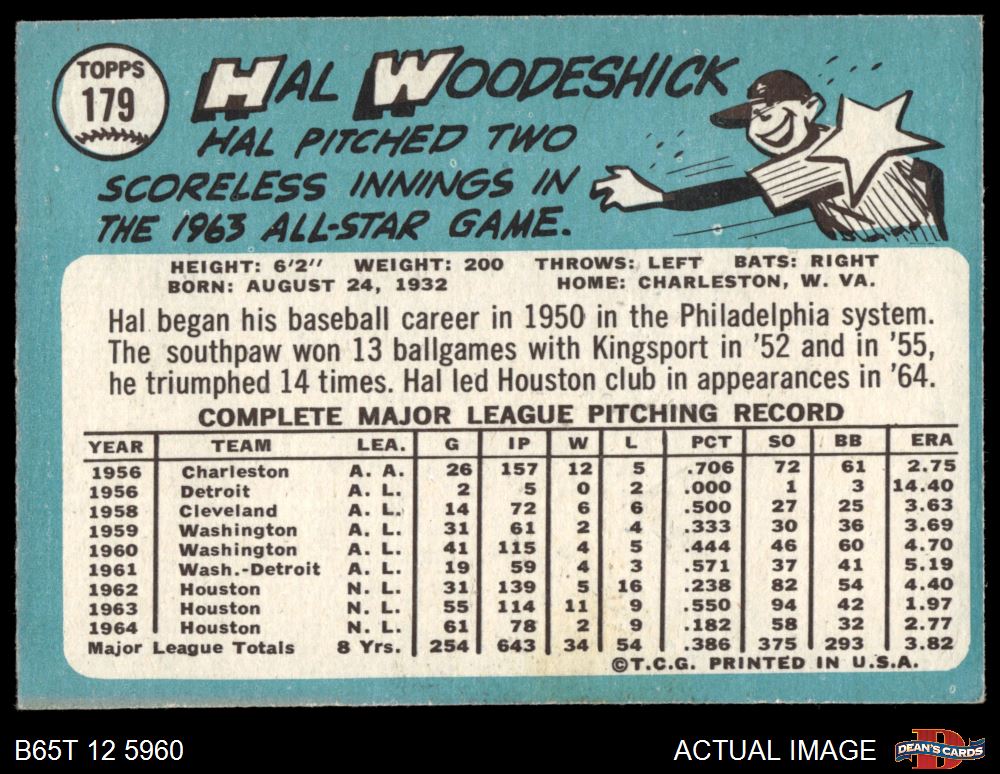 TOPPS
179
HAL WOODESHICK
HAL PITCHED TWO
SCORELESS INNINGS IN
THE 1963 ALL-STAR GAME.
HEIGHT: 6'2" WEIGHT: 200 THROWS: LEFT BATS: RIGHT
BORN: AUGUST 24, 1932 HOME: CHARLESTON, W. VA.
Hal began his baseball career in 1950 in the Philadelphia system.
The southpaw won 13 ballgames with Kingsport in '52 and in '55,
he triumphed 14 times. Hal led Houston club in appearances in '64.
COMPLETE MAJOR LEAGUE PITCHING RECORD
YEAR TEAM LEA. G IP W L PCT SO BB ERA
1956 Charleston A. A. 26 157 12 5 .706 72 61 2.75
1956 Detroit A. L. 2 5 0 2 .000 1 3 14.40
1958 Cleveland A. L. 14 72 6 6 .500 27 25 3.63
1959 Washington A. L. 31 61 2 4 .333 30 36 3.69
1960 Washington A. L. 41 115 4 5 .444 46 60 4.70
1961 Wash.-Detroit A. L. 19 59 4 3 .571 37 41 5.19
1962 Houston N. L. 31 139 5 16 .238 82 54 4.40
1963 Houston N. L. 55 114 11 9 .550 94 42 1.97
1964 Houston N. L. 61 78 2 9 .182 58 32 2.77
Major League Totals 8 Yrs. 254 643 34 54 .386 375 293 3.82
©T.C.G. PRINTED IN U.S.A.
B65T 12 5960 ACTUAL IMAGE DEAN'S CARDS